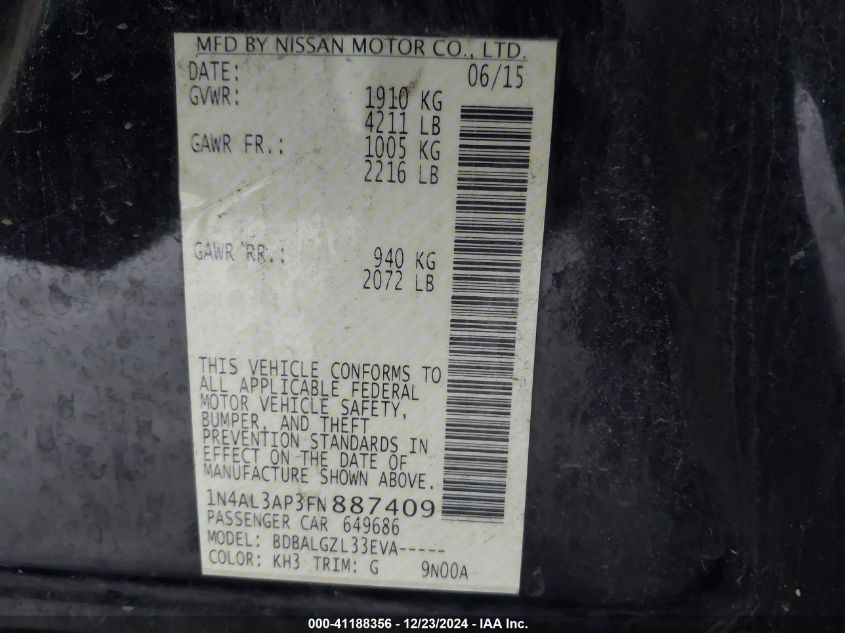 MFD BY NISSAN MOTOR CO., LTD.
DATE: 06/15
GVWR: 1910 KG
4211 LB
GAWR FR.: 1005 KG
2216 LB
GAWR RR.: 940 KG
2072 LB
THIS VEHICLE CONFORMS TO
ALL APPLICABLE FEDERAL
MOTOR VEHICLE SAFETY,
BUMPER, AND THEFT
PREVENTION STANDARDS IN
EFFECT ON THE DATE OF
MANUFACTURE SHOWN ABOVE.
1N4AL3AP3FN887409
PASSENGER CAR 649686
MODEL: BDBALGZL33EVA-----
COLOR: KH3 TRIM: G 9N00A
000-41188356 • 12/23/2024 • IAA Inc.